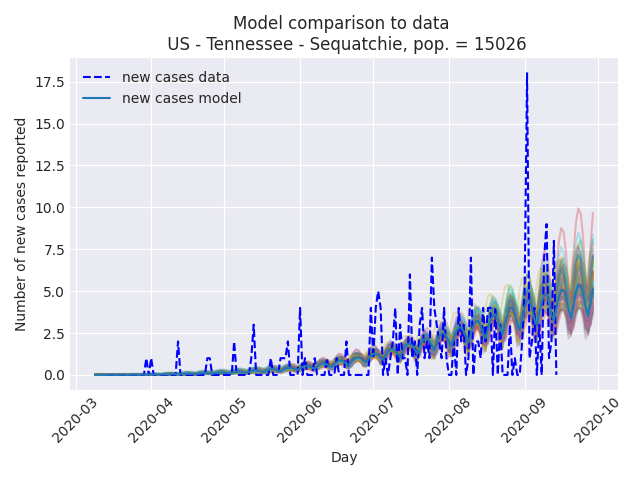 Model comparison to data
US - Tennessee - Sequatchie, pop. = 15026
new cases data
new cases model
Number of new cases reported
17.5
15.0
12.5
10.0
7.5
5.0
2.5
0.0
2020-03
2020-04
2020-05
2020-06
2020-07
2020-08
2020-09
2020-10
Day